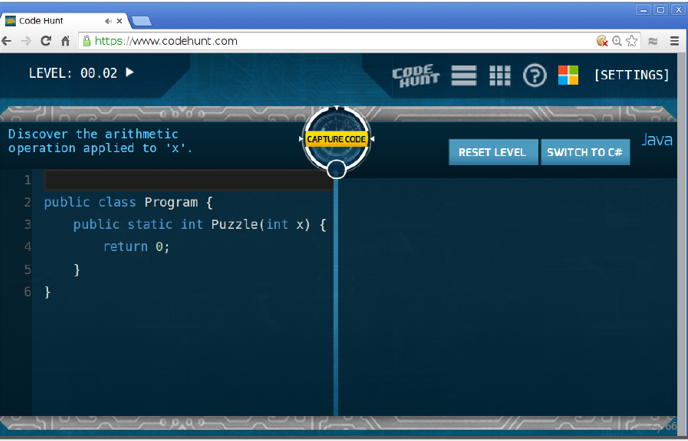 Code Hunt
https://www.codehunt.com
LEVEL: 00.02
CODE HUNT
?
[SETTINGS]
Discover the arithmetic
operation applied to 'x'.
CAPTURE CODE
RESET LEVEL
SWITCH TO C#
Java
1
2 public class Program {
3 public static int Puzzle(int x) {
4 return 0;
5 }
6 }